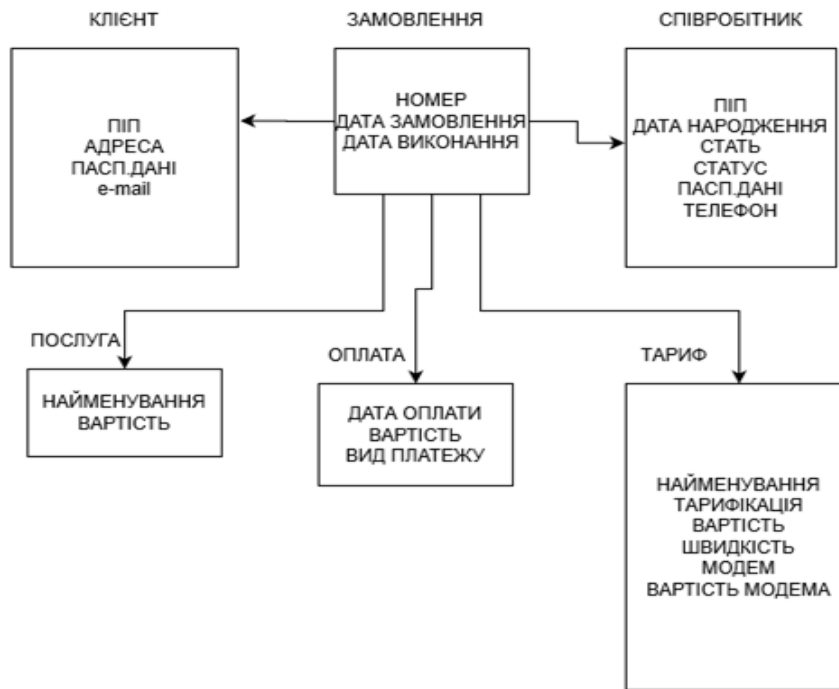 КЛІЄНТ
ЗАМОВЛЕННЯ
СПІВРОБІТНИК
ПІП
АДРЕСА
ПАСП.ДАНІ
e-mail
НОМЕР
ДАТА ЗАМОВЛЕННЯ
ДАТА ВИКОНАННЯ
ПІП
ДАТА НАРОДЖЕННЯ
СТАТЬ
СТАТУС
ПАСП.ДАНІ
ТЕЛЕФОН
ПОСЛУГА
НАЙМЕНУВАННЯ
ВАРТІСТЬ
ОПЛАТА
ДАТА ОПЛАТИ
ВАРТІСТЬ
ВИД ПЛАТЕЖУ
ТАРИФ
НАЙМЕНУВАННЯ
ТАРИФІКАЦІЯ
ВАРТІСТЬ
ШВИДКІСТЬ
МОДЕМ
ВАРТІСТЬ МОДЕМА